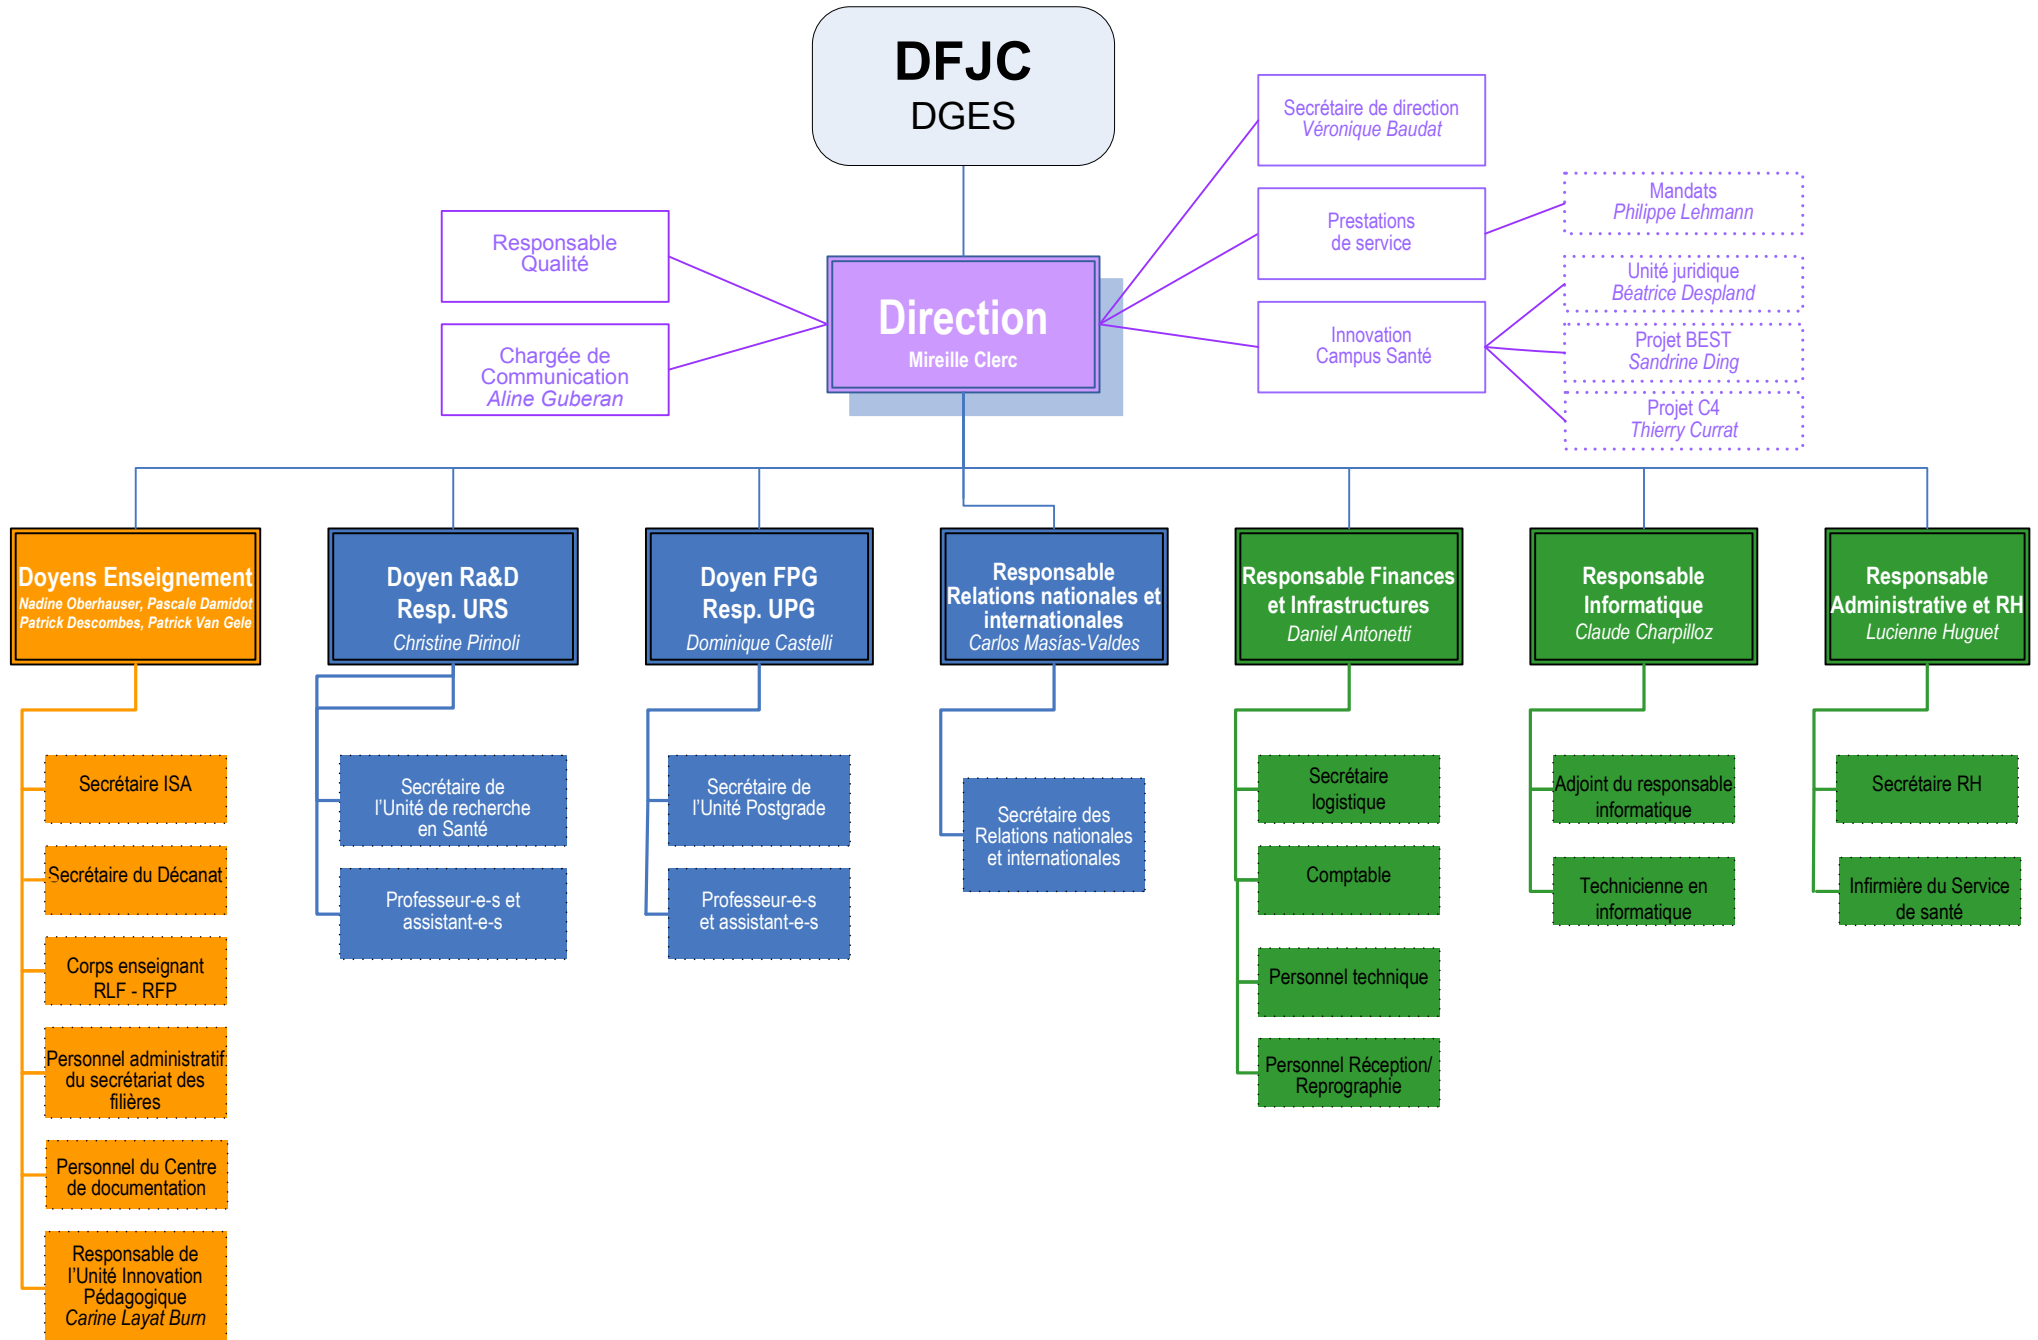 DFJC
DGES
Secrétaire de direction
Véronique Baudat
Prestations
de service
Mandats
Philippe Lehmann
Responsable
Qualité
Unité juridique
Béatrice Despland
Direction
Mireille Clerc
Innovation
Campus Santé
Projet BEST
Sandrine Ding
Chargée de
Communication
Aline Guberan
Projet C4
Thierry Currat
Doyens Enseignement
Nadine Oberhauser, Pascale Damidot
Patrick Descombes, Patrick Van Gele
Doyen Ra&D
Resp. URS
Christine Pirinoli
Doyen FPG
Resp. UPG
Dominique Castelli
Responsable
Relations nationales et
internationales
Carlos Masías-Valdes
Responsable Finances
et Infrastructures
Daniel Antonetti
Responsable
Informatique
Claude Charpilloz
Responsable
Administrative et RH
Lucienne Huguet
Secrétaire ISA
Secrétaire du Décanat
Corps enseignant
RLF - RFP
Personnel administratif
du secrétariat des
filières
Personnel du Centre
de documentation
Responsable de
l’Unité Innovation
Pédagogique
Carine Layat Burn
Secrétaire de
l’Unité de recherche
en Santé
Professeur-e-s et
assistant-e-s
Secrétaire de
l’Unité Postgrade
Professeur-e-s
et assistant-e-s
Secrétaire des
Relations nationales
et internationales
Secrétaire
logistique
Comptable
Personnel technique
Personnel Réception/
Reprographie
Adjoint du responsable
informatique
Technicienne en
informatique
Secrétaire RH
Infirmière du Service
de santé